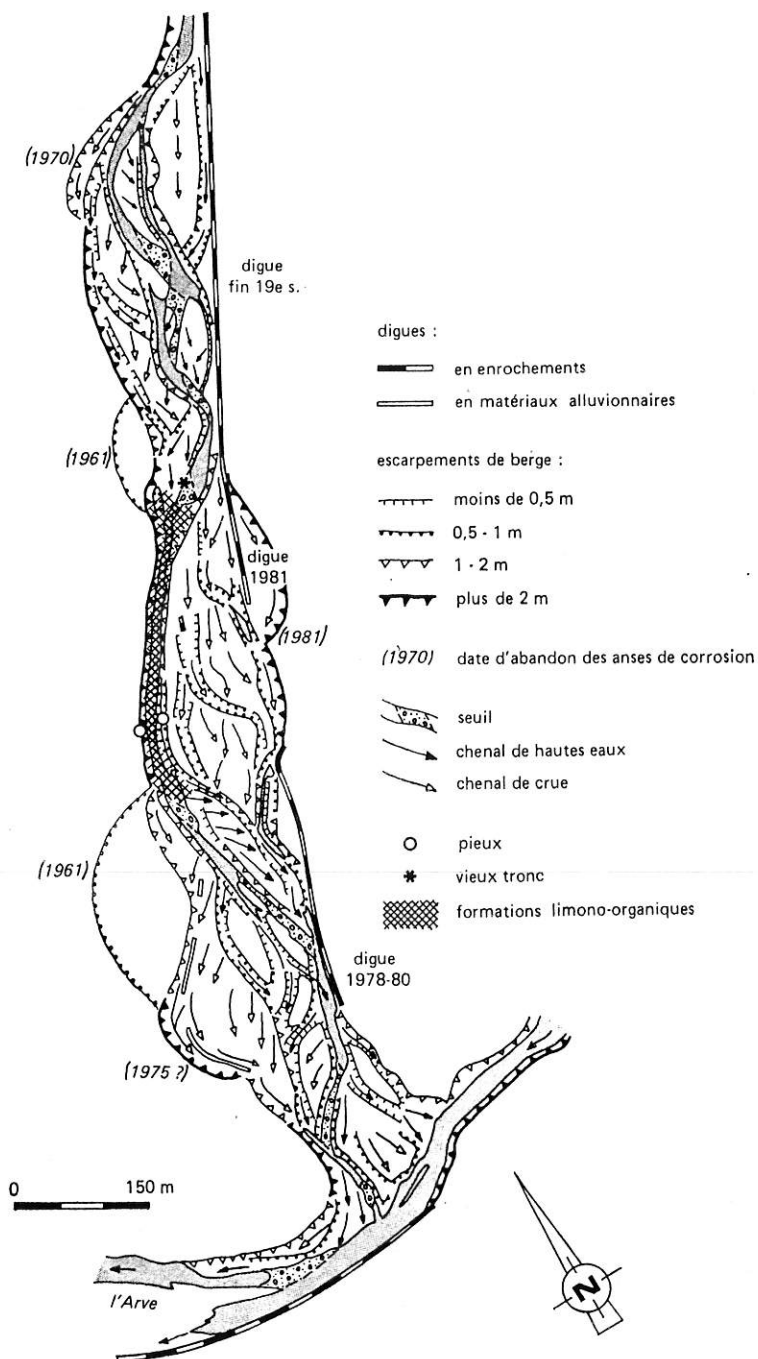 (1970)
digue
fin 19e s.
(1961)
digue
1981
(1981)
(1961)
digue
1978-80
(1975 ?)
0 150 m
l'Arve
digues :
en enrochements
en matériaux alluvionnaires
escarpements de berge :
moins de 0,5 m
0,5 - 1 m
1 - 2 m
plus de 2 m
(1970) date d'abandon des anses de corrosion
seuil
chenal de hautes eaux
chenal de crue
pieux
vieux tronc
formations limono-organiques
N